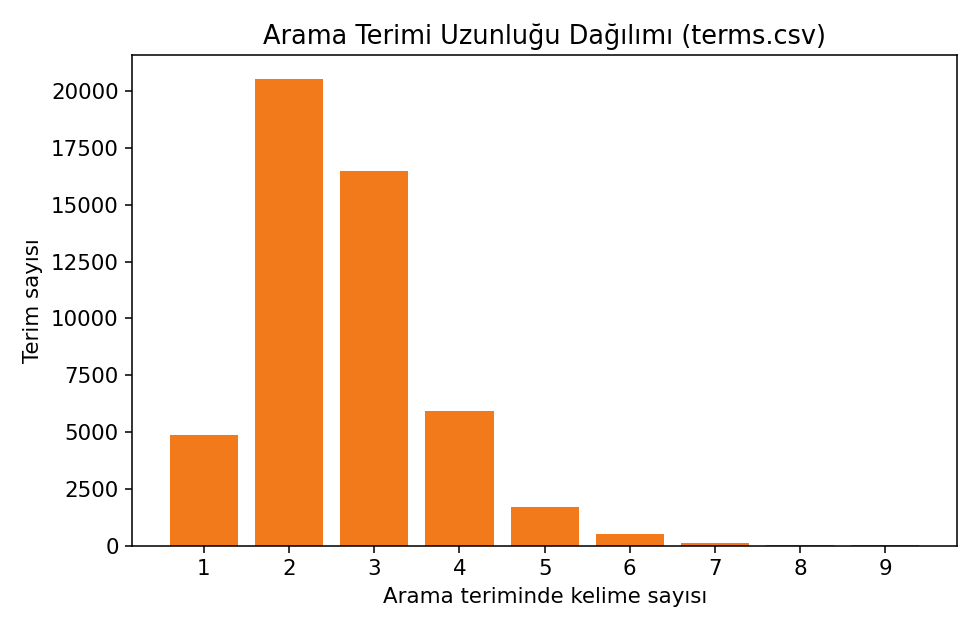 Arama Terimi Uzunluğu Dağılımı (terms.csv)
Terim sayısı
20000
17500
15000
12500
10000
7500
5000
2500
0
1 2 3 4 5 6 7 8 9
Arama teriminde kelime sayısı